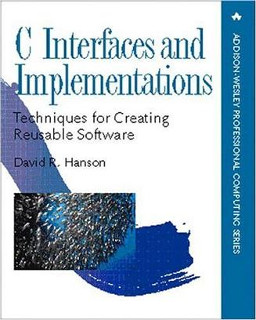 C Interfaces and
Implementations
Techniques for Creating
Reusable Software
David R. Hanson
ADDISON-WESLEY PROFESSIONAL COMPUTING SERIES